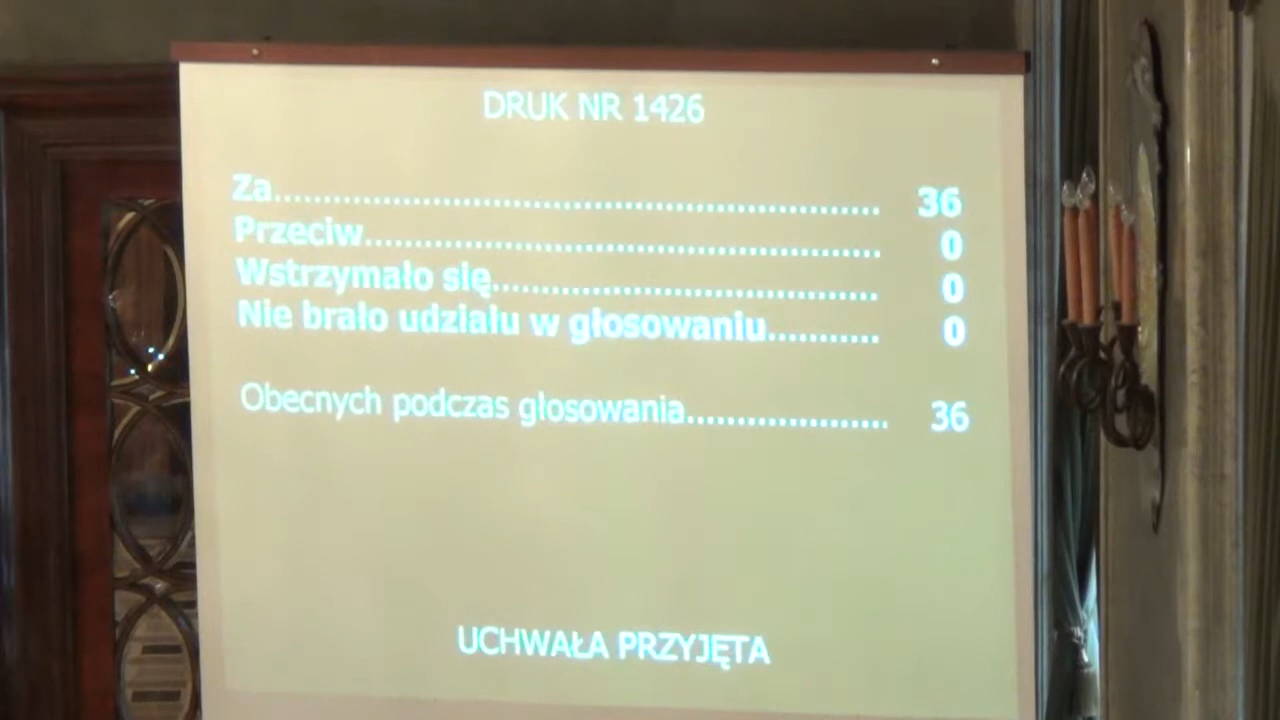 DRUK NR 1426
Za............................................................ 36
Przeciw................................................... 0
Wstrzymało się...................................... 0
Nie brało udziału w głosowaniu........... 0
Obecnych podczas głosowania.................... 36
UCHWAŁA PRZYJĘTA